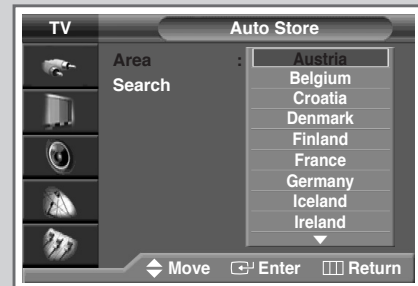 TV Auto Store
Area : Austria
Search
Belgium
Croatia
Denmark
Finland
France
Germany
Iceland
Ireland
Move Enter Return